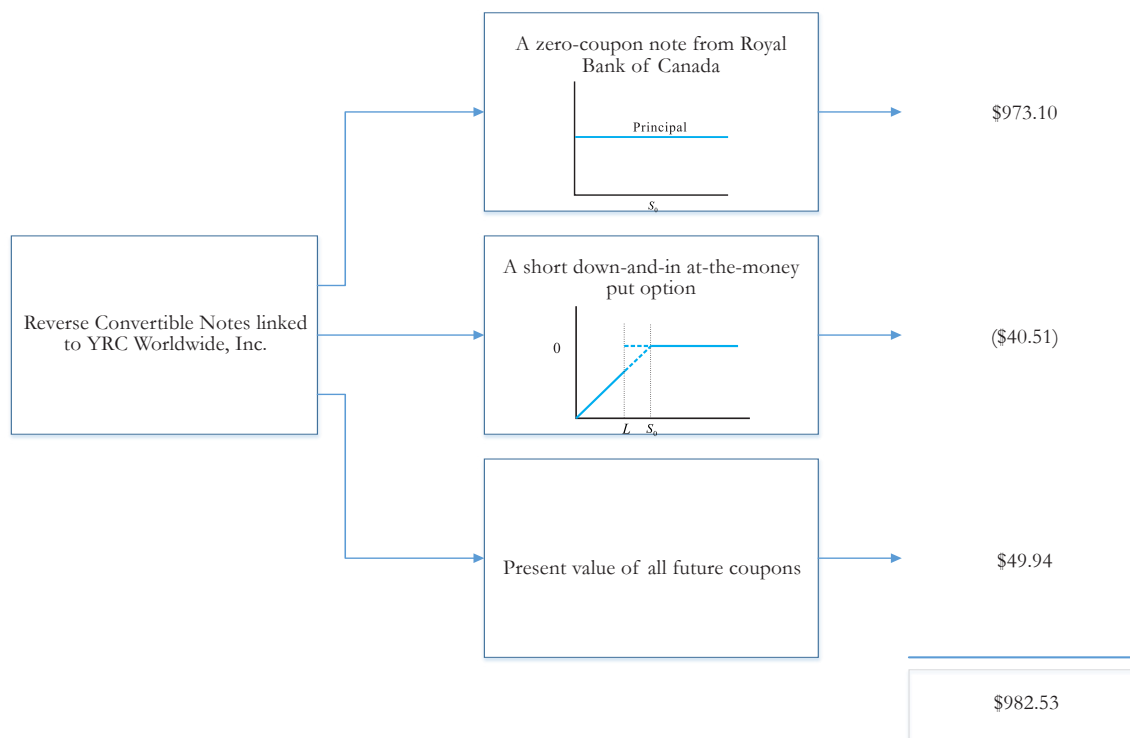 A zero-coupon note from Royal
Bank of Canada
Principal
S₀
$973.10
Reverse Convertible Notes linked
to YRC Worldwide, Inc.
A short down-and-in at-the-money
put option
0
L S₀
($40.51)
Present value of all future coupons
$49.94
$982.53